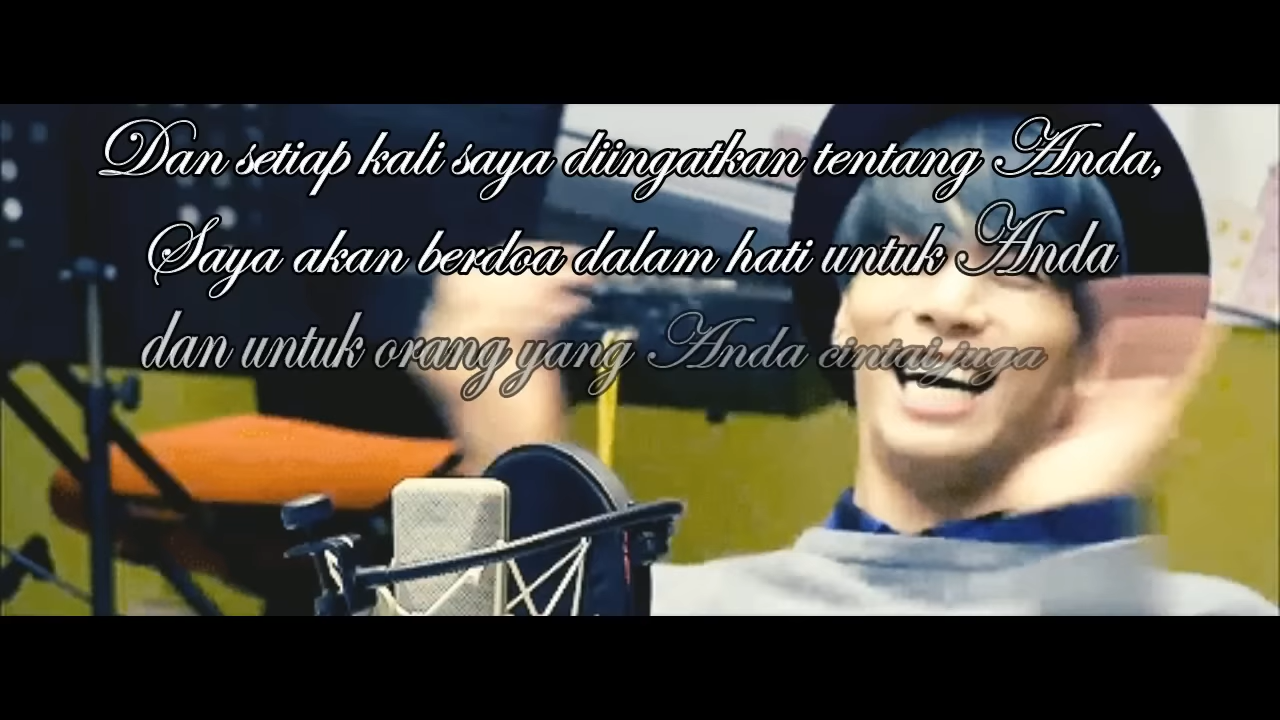 Dan setiap kali saya diingatkan tentang Anda,
Saya akan berdoa dalam hati untuk Anda
dan untuk orang yang Anda cintai juga